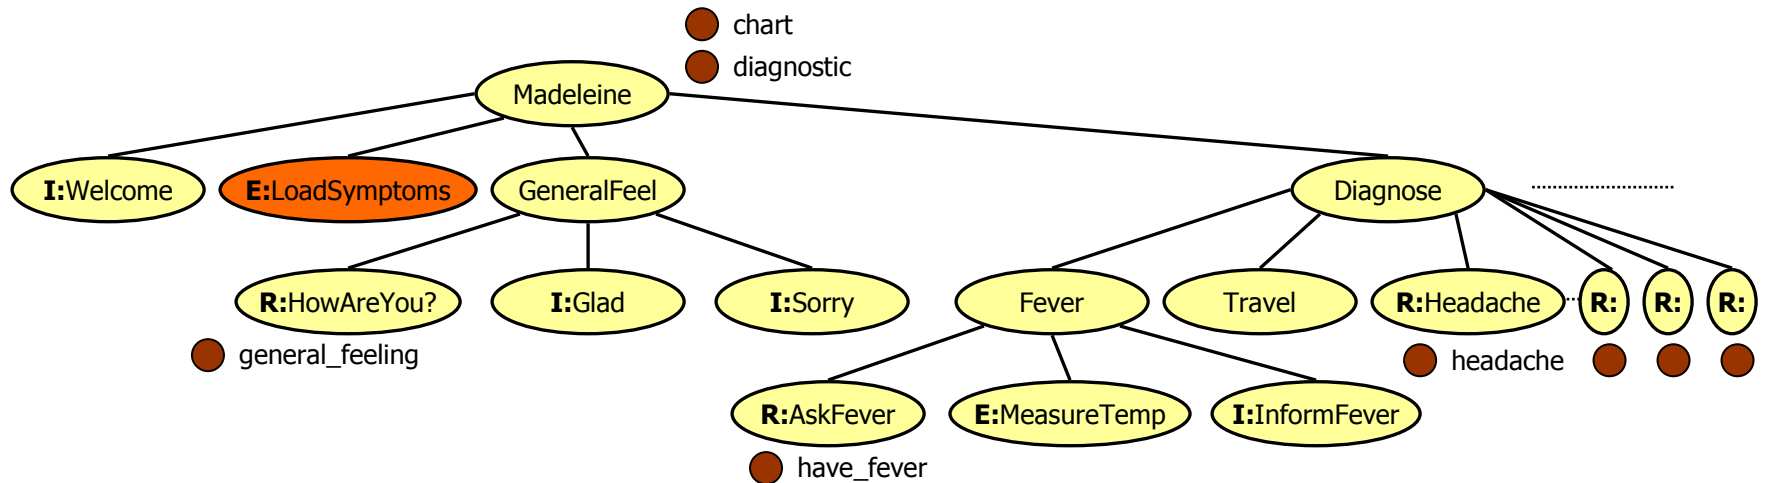 chart
diagnostic
Madeleine
I:Welcome
E:LoadSymptoms
GeneralFeel
Diagnose
R:HowAreYou?
I:Glad
I:Sorry
Fever
Travel
R:Headache
R:
R:
R:
general_feeling
headache
R:AskFever
E:MeasureTemp
I:InformFever
have_fever